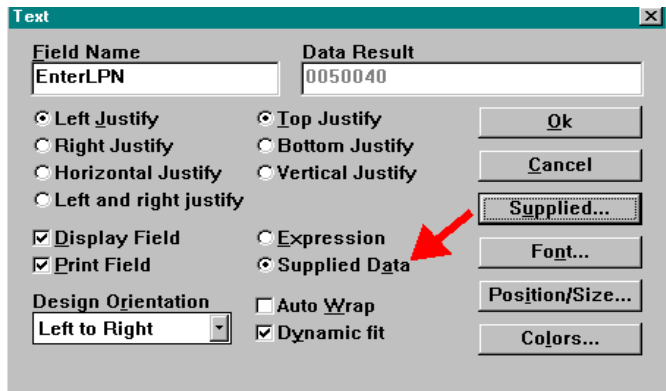 Text
Field Name Data Result
EnterLPN 0050040
Left Justify Top Justify Ok
Right Justify Bottom Justify
Horizontal Justify Vertical Justify Cancel
Left and right justify Supplied...
Display Field Expression
Print Field Supplied Data Font...
Design Orientation Auto Wrap Position/Size...
Left to Right Dynamic fit Colors...